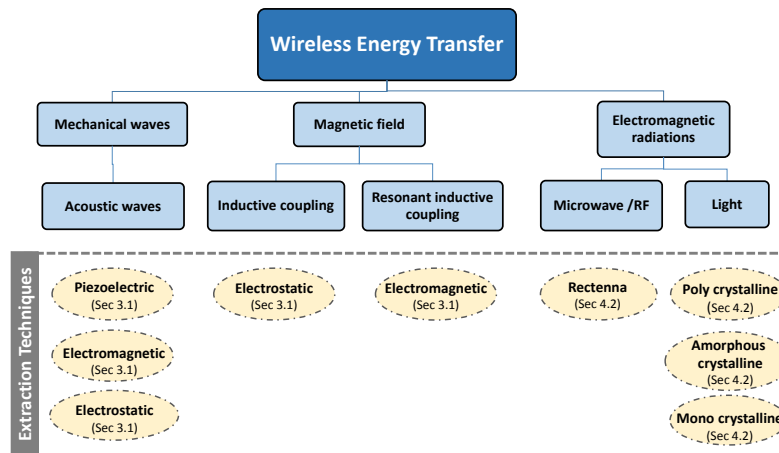 Wireless Energy Transfer
Mechanical waves
Magnetic field
Electromagnetic
radiations
Acoustic waves
Inductive coupling
Resonant inductive
coupling
Microwave /RF
Light
Extraction Techniques
Piezoelectric
(Sec 3.1)
Electrostatic
(Sec 3.1)
Electromagnetic
(Sec 3.1)
Rectenna
(Sec 4.2)
Poly crystalline
(Sec 4.2)
Electromagnetic
(Sec 3.1)
Amorphous
crystalline
(Sec 4.2)
Electrostatic
(Sec 3.1)
Mono crystalline
(Sec 4.2)